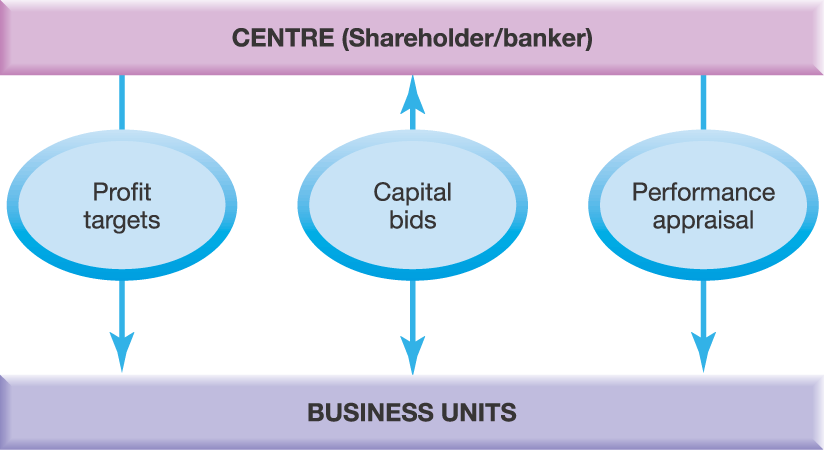 CENTRE (Shareholder/banker)
Profit
targets
Capital
bids
Performance
appraisal
BUSINESS UNITS